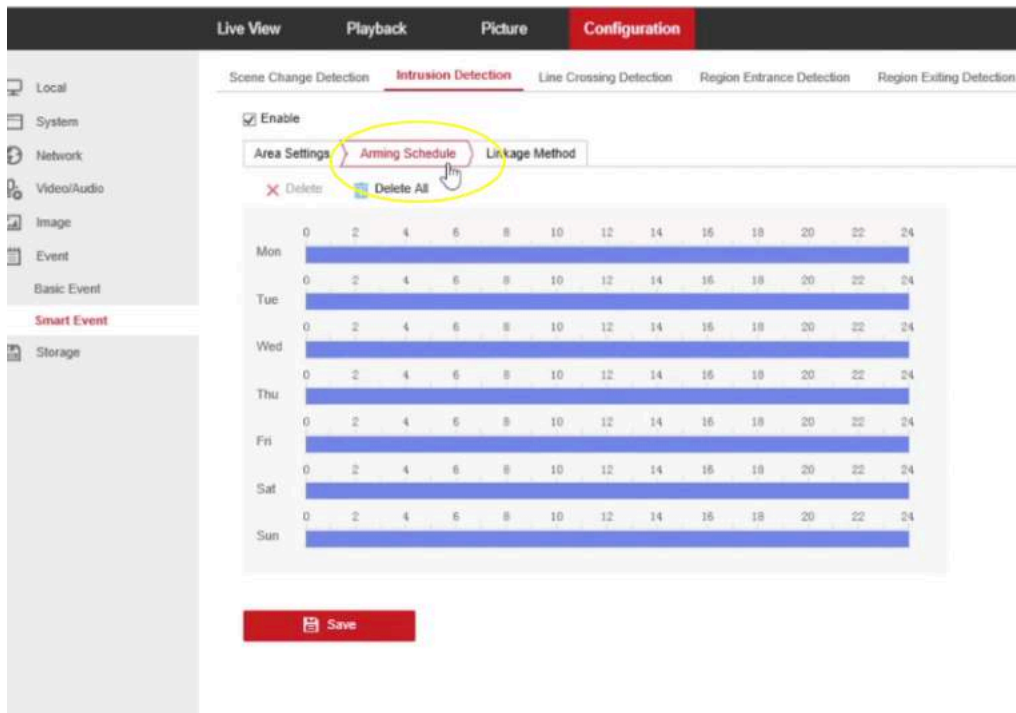 Live View Playback Picture Configuration
Local
System
Network
Video/Audio
Image
Event
Basic Event
Smart Event
Storage
Scene Change Detection Intrusion Detection Line Crossing Detection Region Entrance Detection Region Exiting Detection
Enable
Area Settings Arming Schedule Linkage Method
Delete Delete All
0 2 4 6 8 10 12 14 16 18 20 22 24
Mon
0 2 4 6 8 10 12 14 16 18 20 22 24
Tue
0 2 4 6 8 10 12 14 16 18 20 22 24
Wed
0 2 4 6 8 10 12 14 16 18 20 22 24
Thu
0 2 4 6 8 10 12 14 16 18 20 22 24
Fri
0 2 4 6 8 10 12 14 16 18 20 22 24
Sat
0 2 4 6 8 10 12 14 16 18 20 22 24
Sun
Save